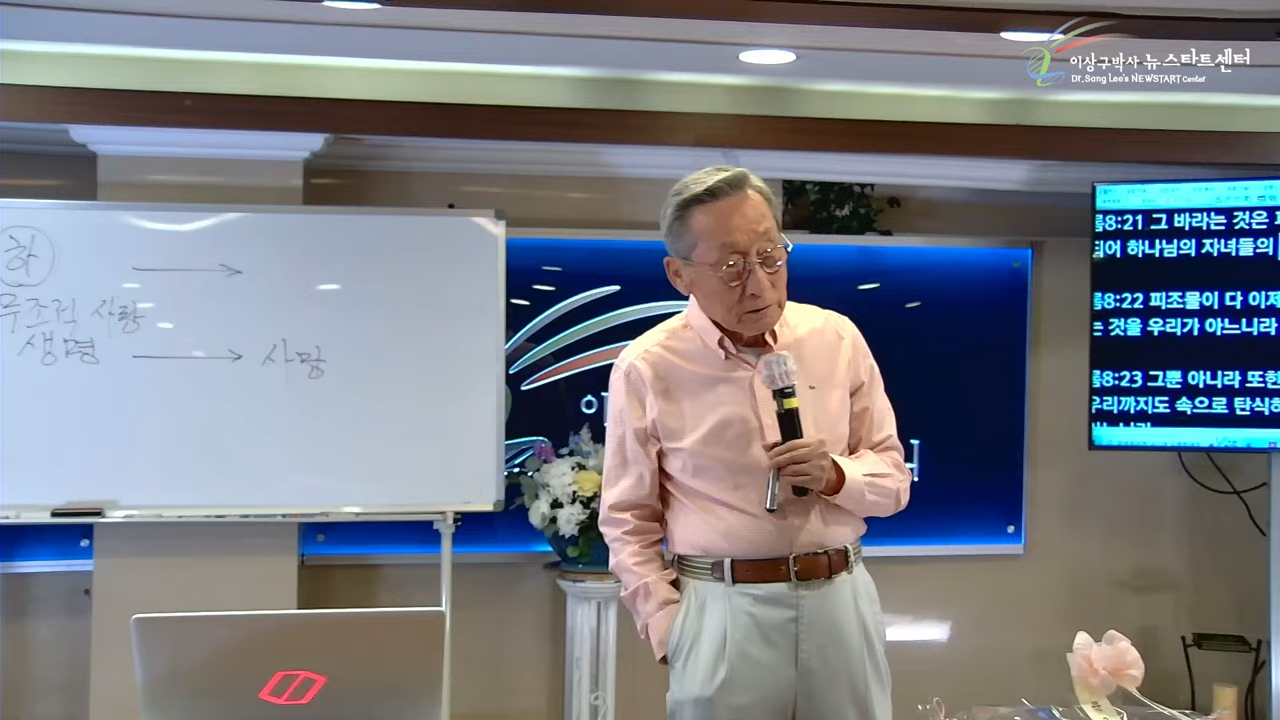 이상구박사 뉴스타트센터
Dr. Sang Lee's NEWSTART Center
하
무조적 사랑
생명
사망
롬8:21 그 바라는 것은
되어 하나님의 자녀들의
롬8:22 피조물이 다 이제
는 것을 우리가 아느니라
롬8:23 그뿐 아니라 또한
우리까지도 속으로 탄식하